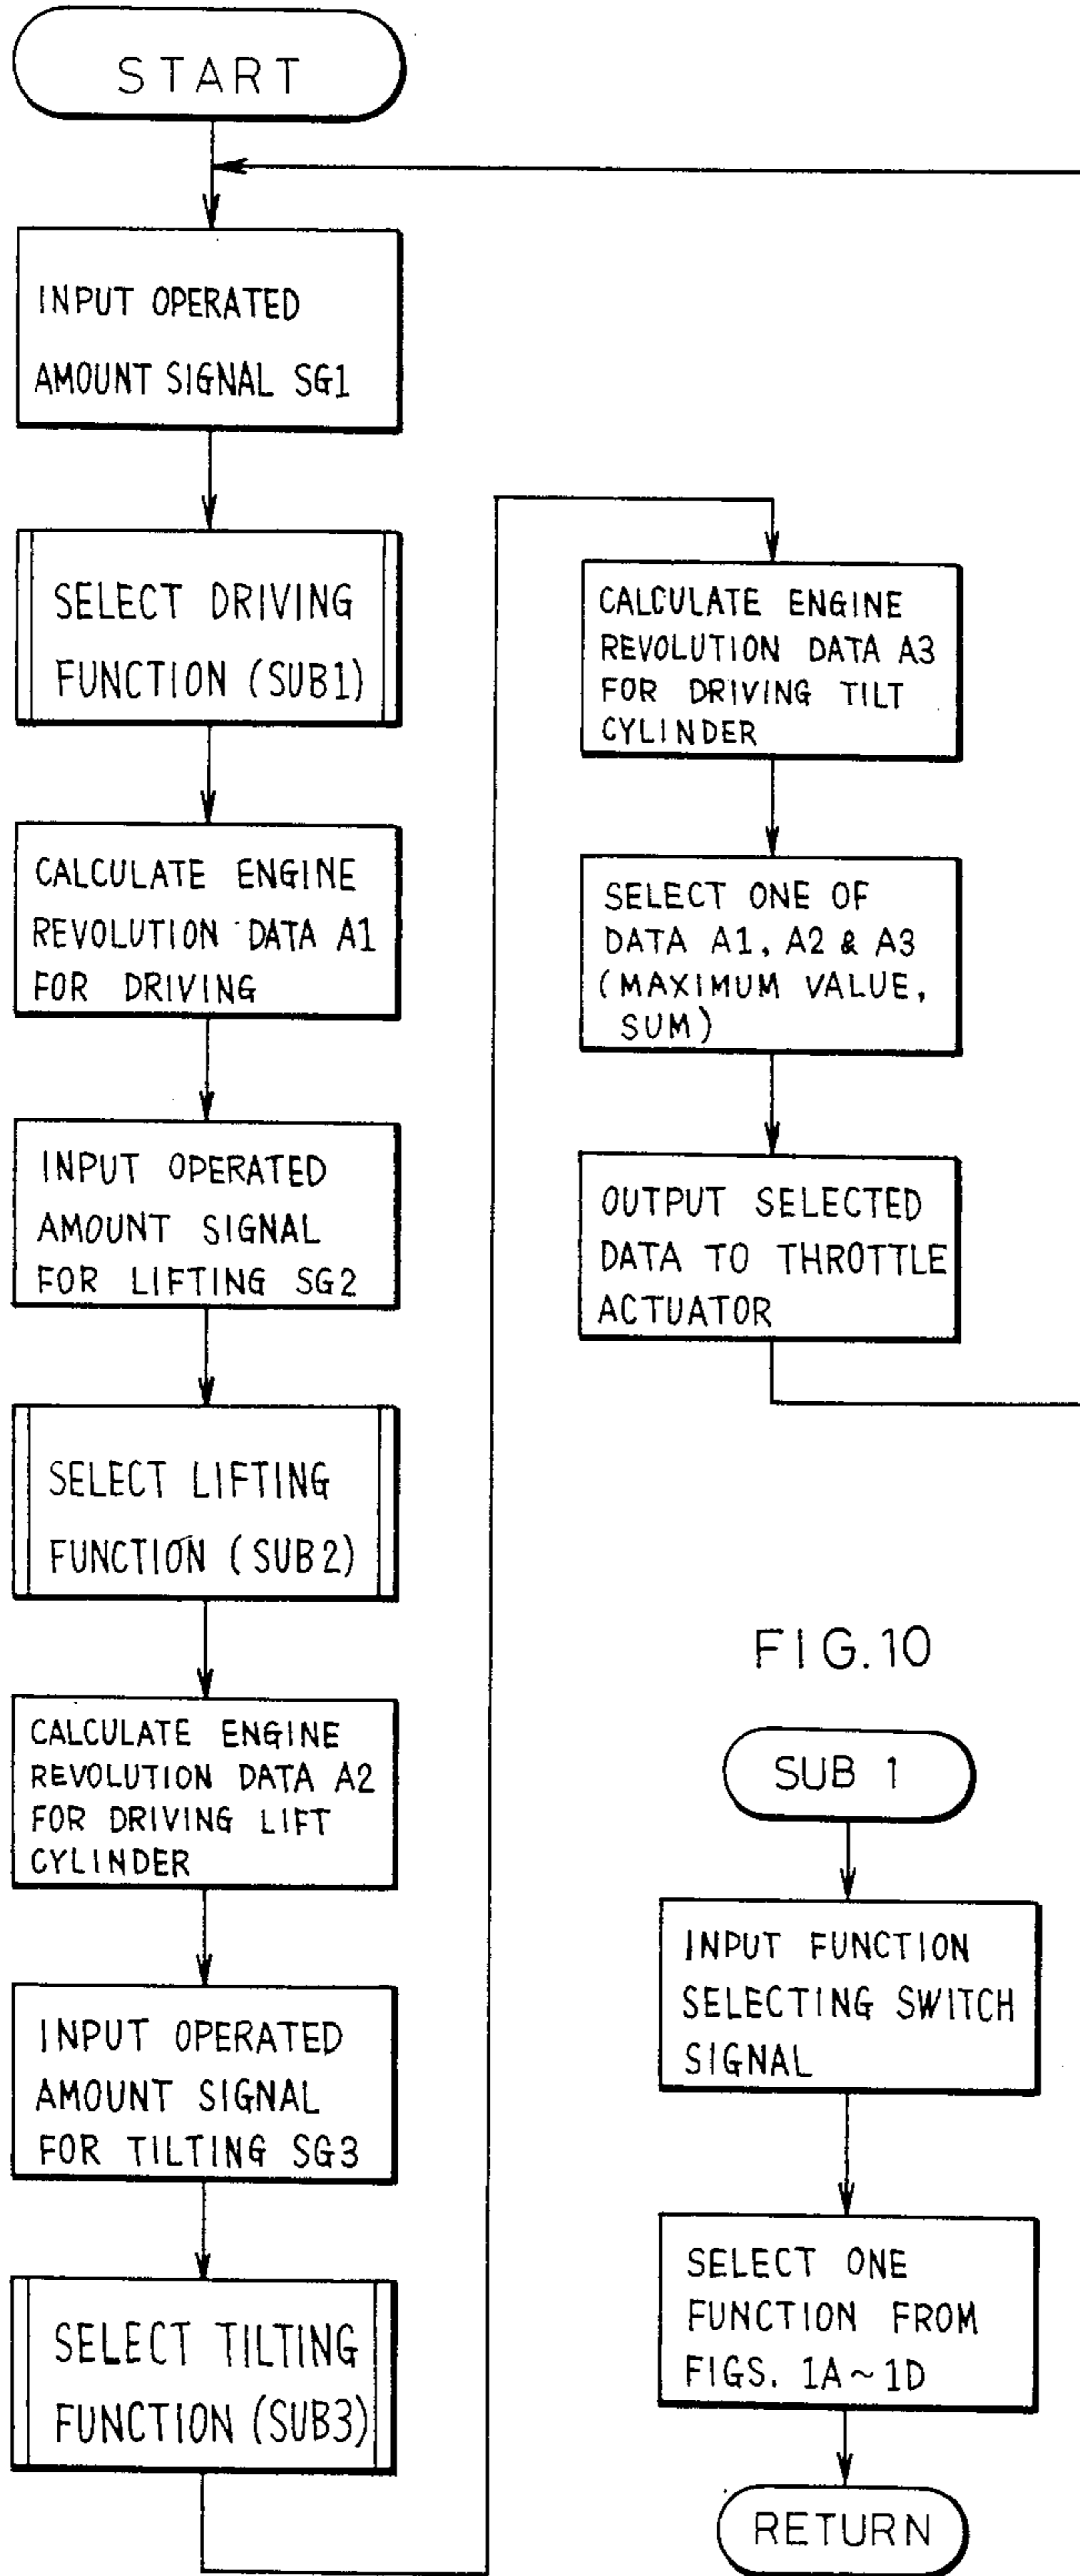 START
INPUT OPERATED
AMOUNT SIGNAL SG1
SELECT DRIVING
FUNCTION (SUB1)
CALCULATE ENGINE
REVOLUTION DATA A1
FOR DRIVING
INPUT OPERATED
AMOUNT SIGNAL
FOR LIFTING SG2
SELECT LIFTING
FUNCTION (SUB2)
CALCULATE ENGINE
REVOLUTION DATA A2
FOR DRIVING LIFT
CYLINDER
INPUT OPERATED
AMOUNT SIGNAL
FOR TILTING SG3
SELECT TILTING
FUNCTION (SUB3)
CALCULATE ENGINE
REVOLUTION DATA A3
FOR DRIVING TILT
CYLINDER
SELECT ONE OF
DATA A1, A2 & A3
(MAXIMUM VALUE,
SUM)
OUTPUT SELECTED
DATA TO THROTTLE
ACTUATOR
FIG.10
SUB 1
INPUT FUNCTION
SELECTING SWITCH
SIGNAL
SELECT ONE
FUNCTION FROM
FIGS. 1A~1D
RETURN